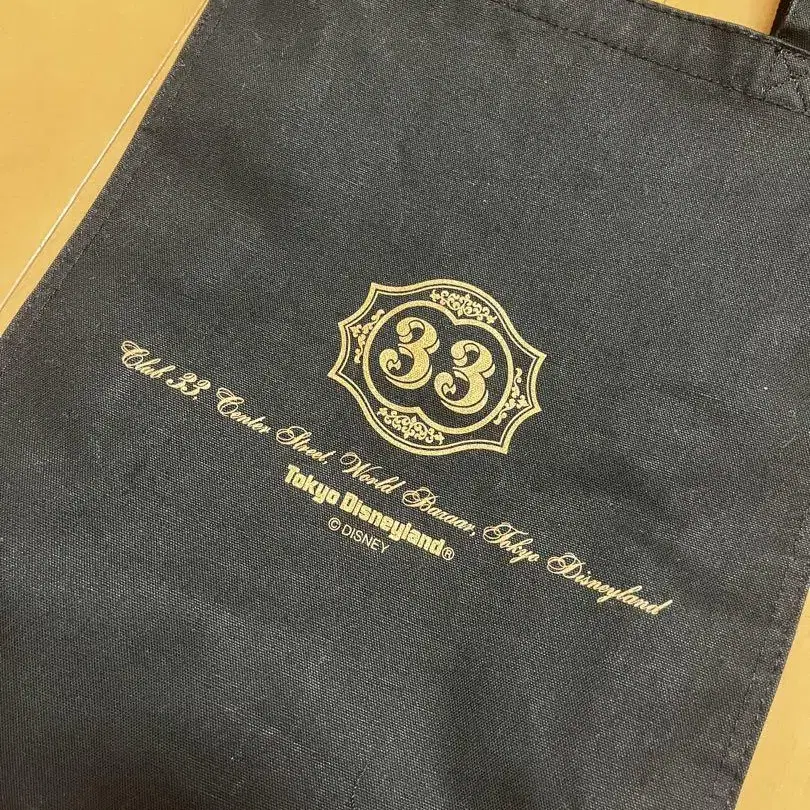 33
Club 33, Center Street, World Bazaar, Tokyo Disneyland
Tokyo Disneyland®
© DISNEY